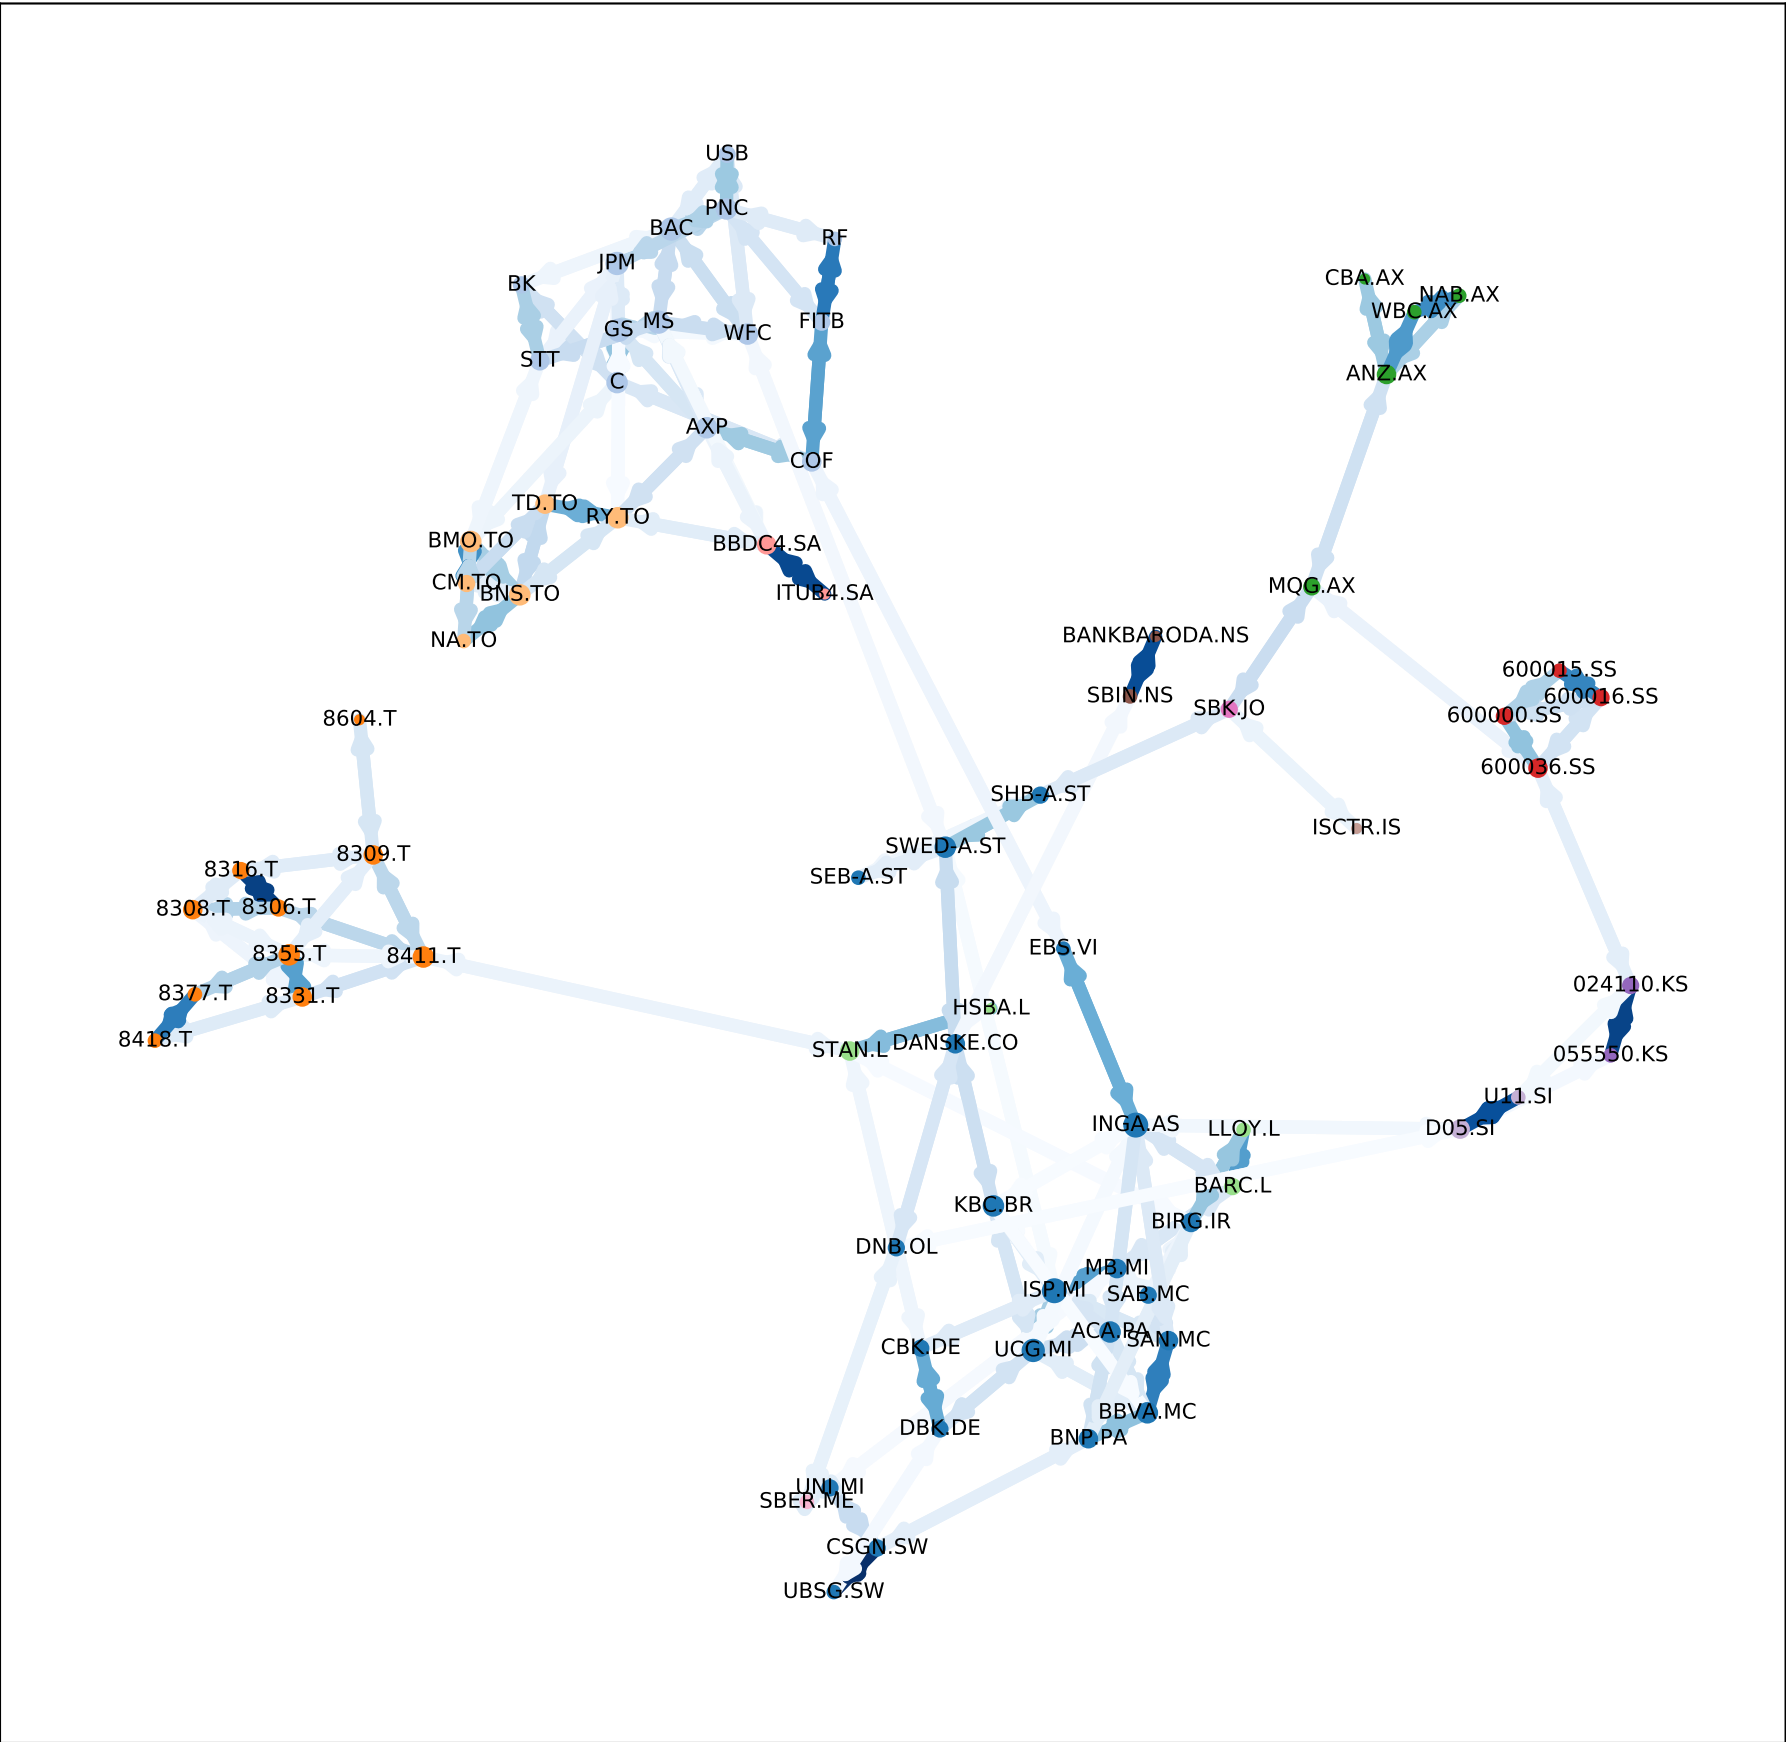 USB
PNC
BAC
RF
JPM
CBA.AX
BK
NAB.AX
WBC.AX
MS
FITB
GS
WFC
STT
ANZ.AX
C
AXP
COF
TD.TO
RY.TO
BMO.TO
BBDC4.SA
CM.TO
MQG.AX
BNS.TO
ITUB4.SA
BANKBARODA.NS
NA.TO
600015.SS
SBIN.NS
600016.SS
SBK.JO
600000.SS
8604.T
600036.SS
SHB-A.ST
ISCTR.IS
SWED-A.ST
8309.T
8316.T
SEB-A.ST
8308.T
8306.T
EBS.VI
8355.T
8411.T
024110.KS
8377.T
8331.T
HSBA.L
8418.T
STAN.L
DANSKE.CO
055550.KS
U11.SI
INGA.AS
LLOY.L
D05.SI
BARC.L
KBC.BR
BIRG.IR
DNB.OL
MB.MI
ISP.MI
SAB.MC
ACA.PA
SAN.MC
CBK.DE
UCG.MI
BBVA.MC
DBK.DE
BNP.PA
UNI.MI
SBER.ME
CSGN.SW
UBSG.SW